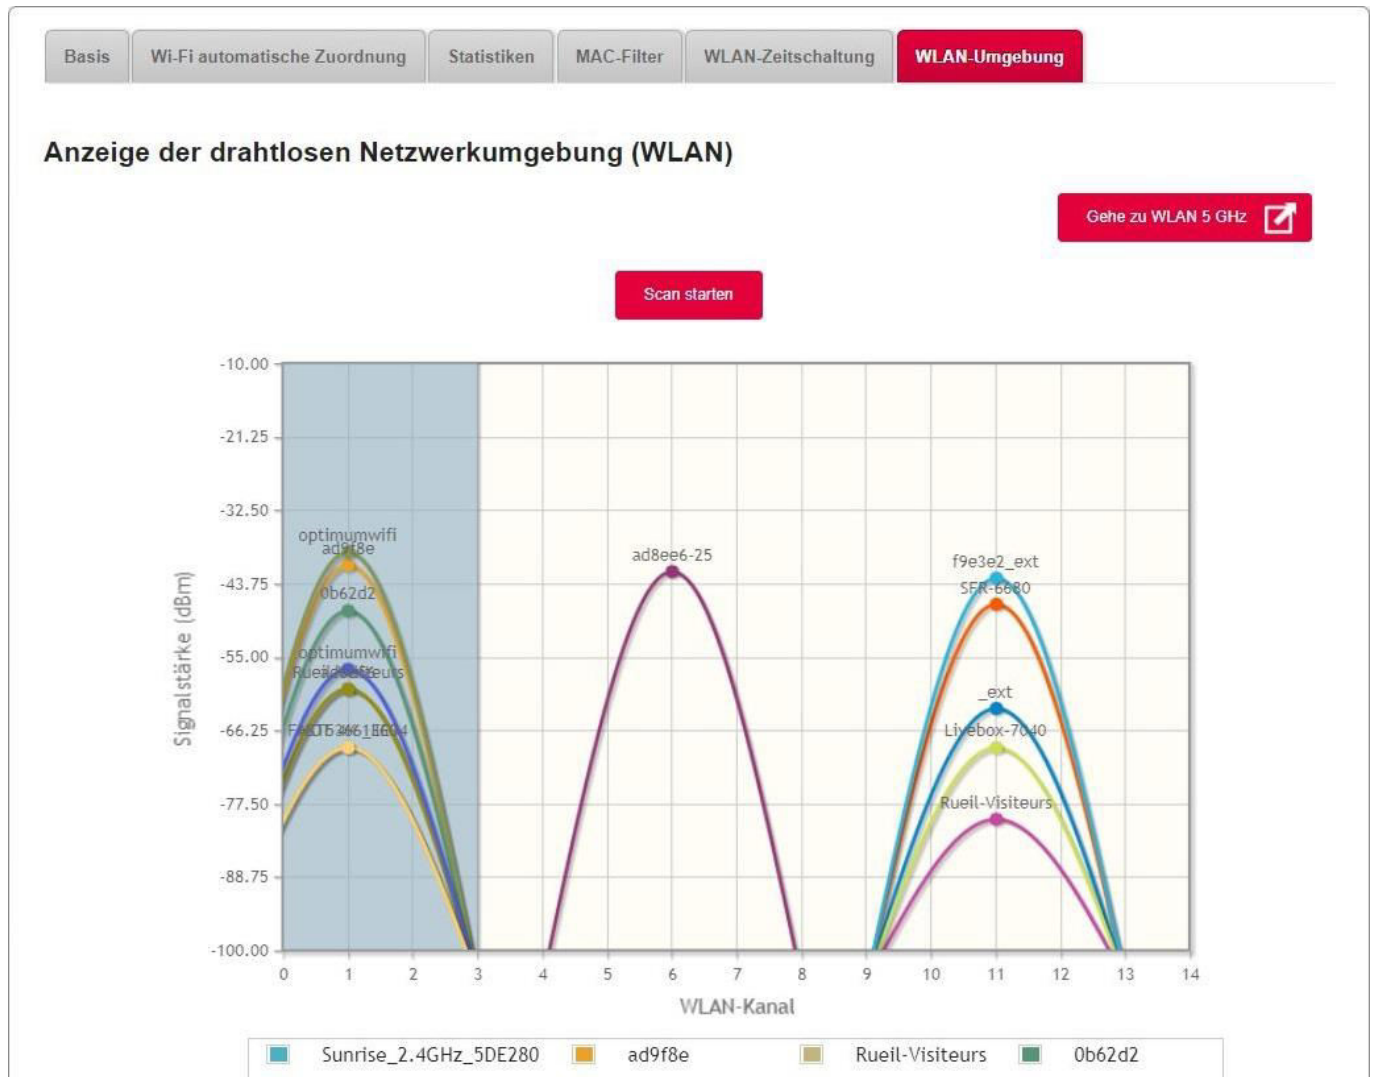 Basis Wi-Fi automatische Zuordnung Statistiken MAC-Filter WLAN-Zeitschaltung WLAN-Umgebung
Anzeige der drahtlosen Netzwerkumgebung (WLAN)
Gehe zu WLAN 5 GHz
Scan starten
Signalstärke (dBm)
-10.00
-21.25
-32.50
optimumwifi
ad9f8e
ad8ee6-25
f9e3e2_ext
-43.75
SFR-6680
0b62d2
-55.00
optimumwifi
_ext
-66.25
Livebox-7040
-77.50
Rueil-Visiteurs
-88.75
-100.00
0 1 2 3 4 5 6 7 8 9 10 11 12 13 14
WLAN-Kanal
Sunrise_2.4GHz_5DE280 ad9f8e Rueil-Visiteurs 0b62d2